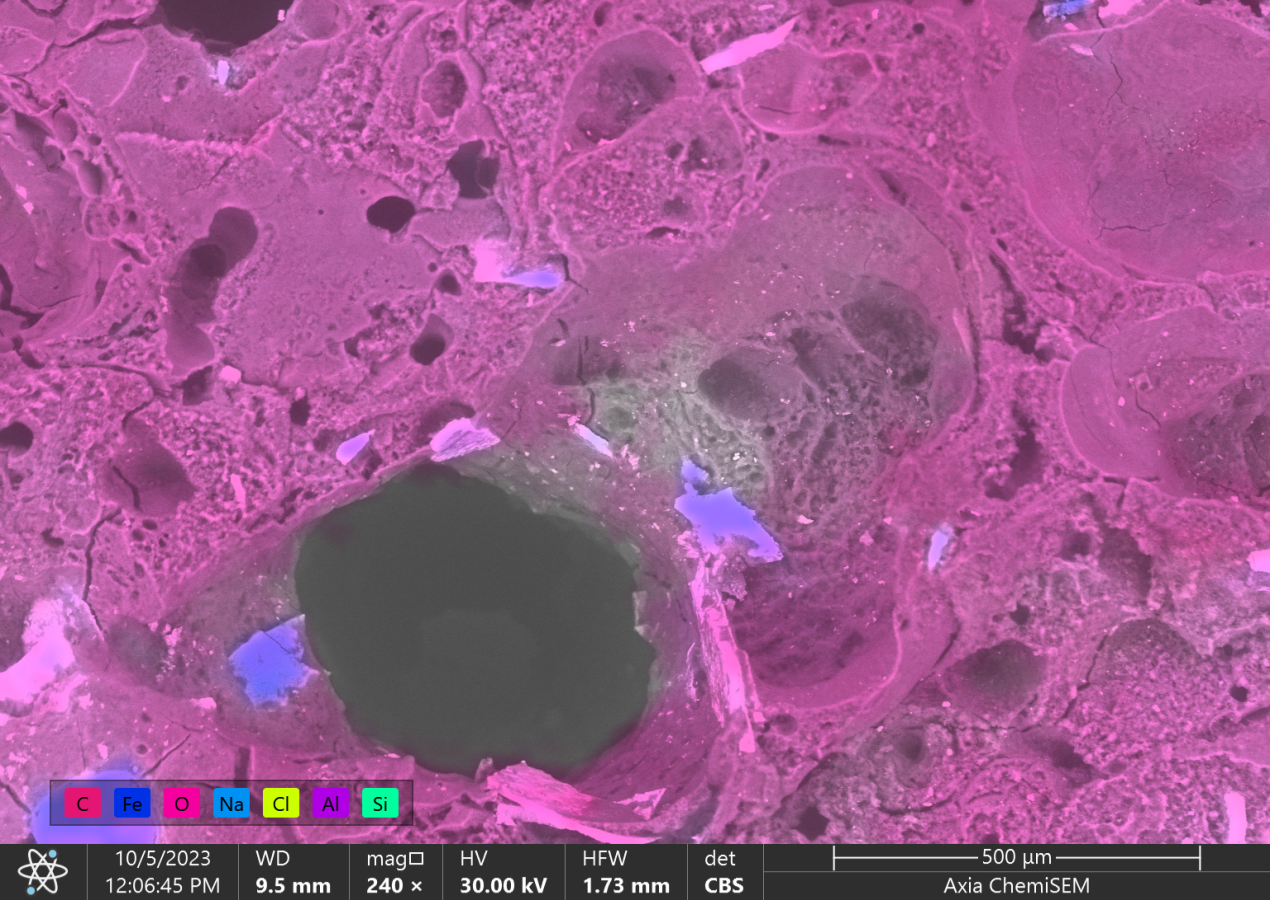 C Fe O Na Cl Al Si
10/5/2023 WD mag□ HV HFW det 500 µm
12:06:45 PM 9.5 mm 240 × 30.00 kV 1.73 mm CBS Axia ChemiSEM